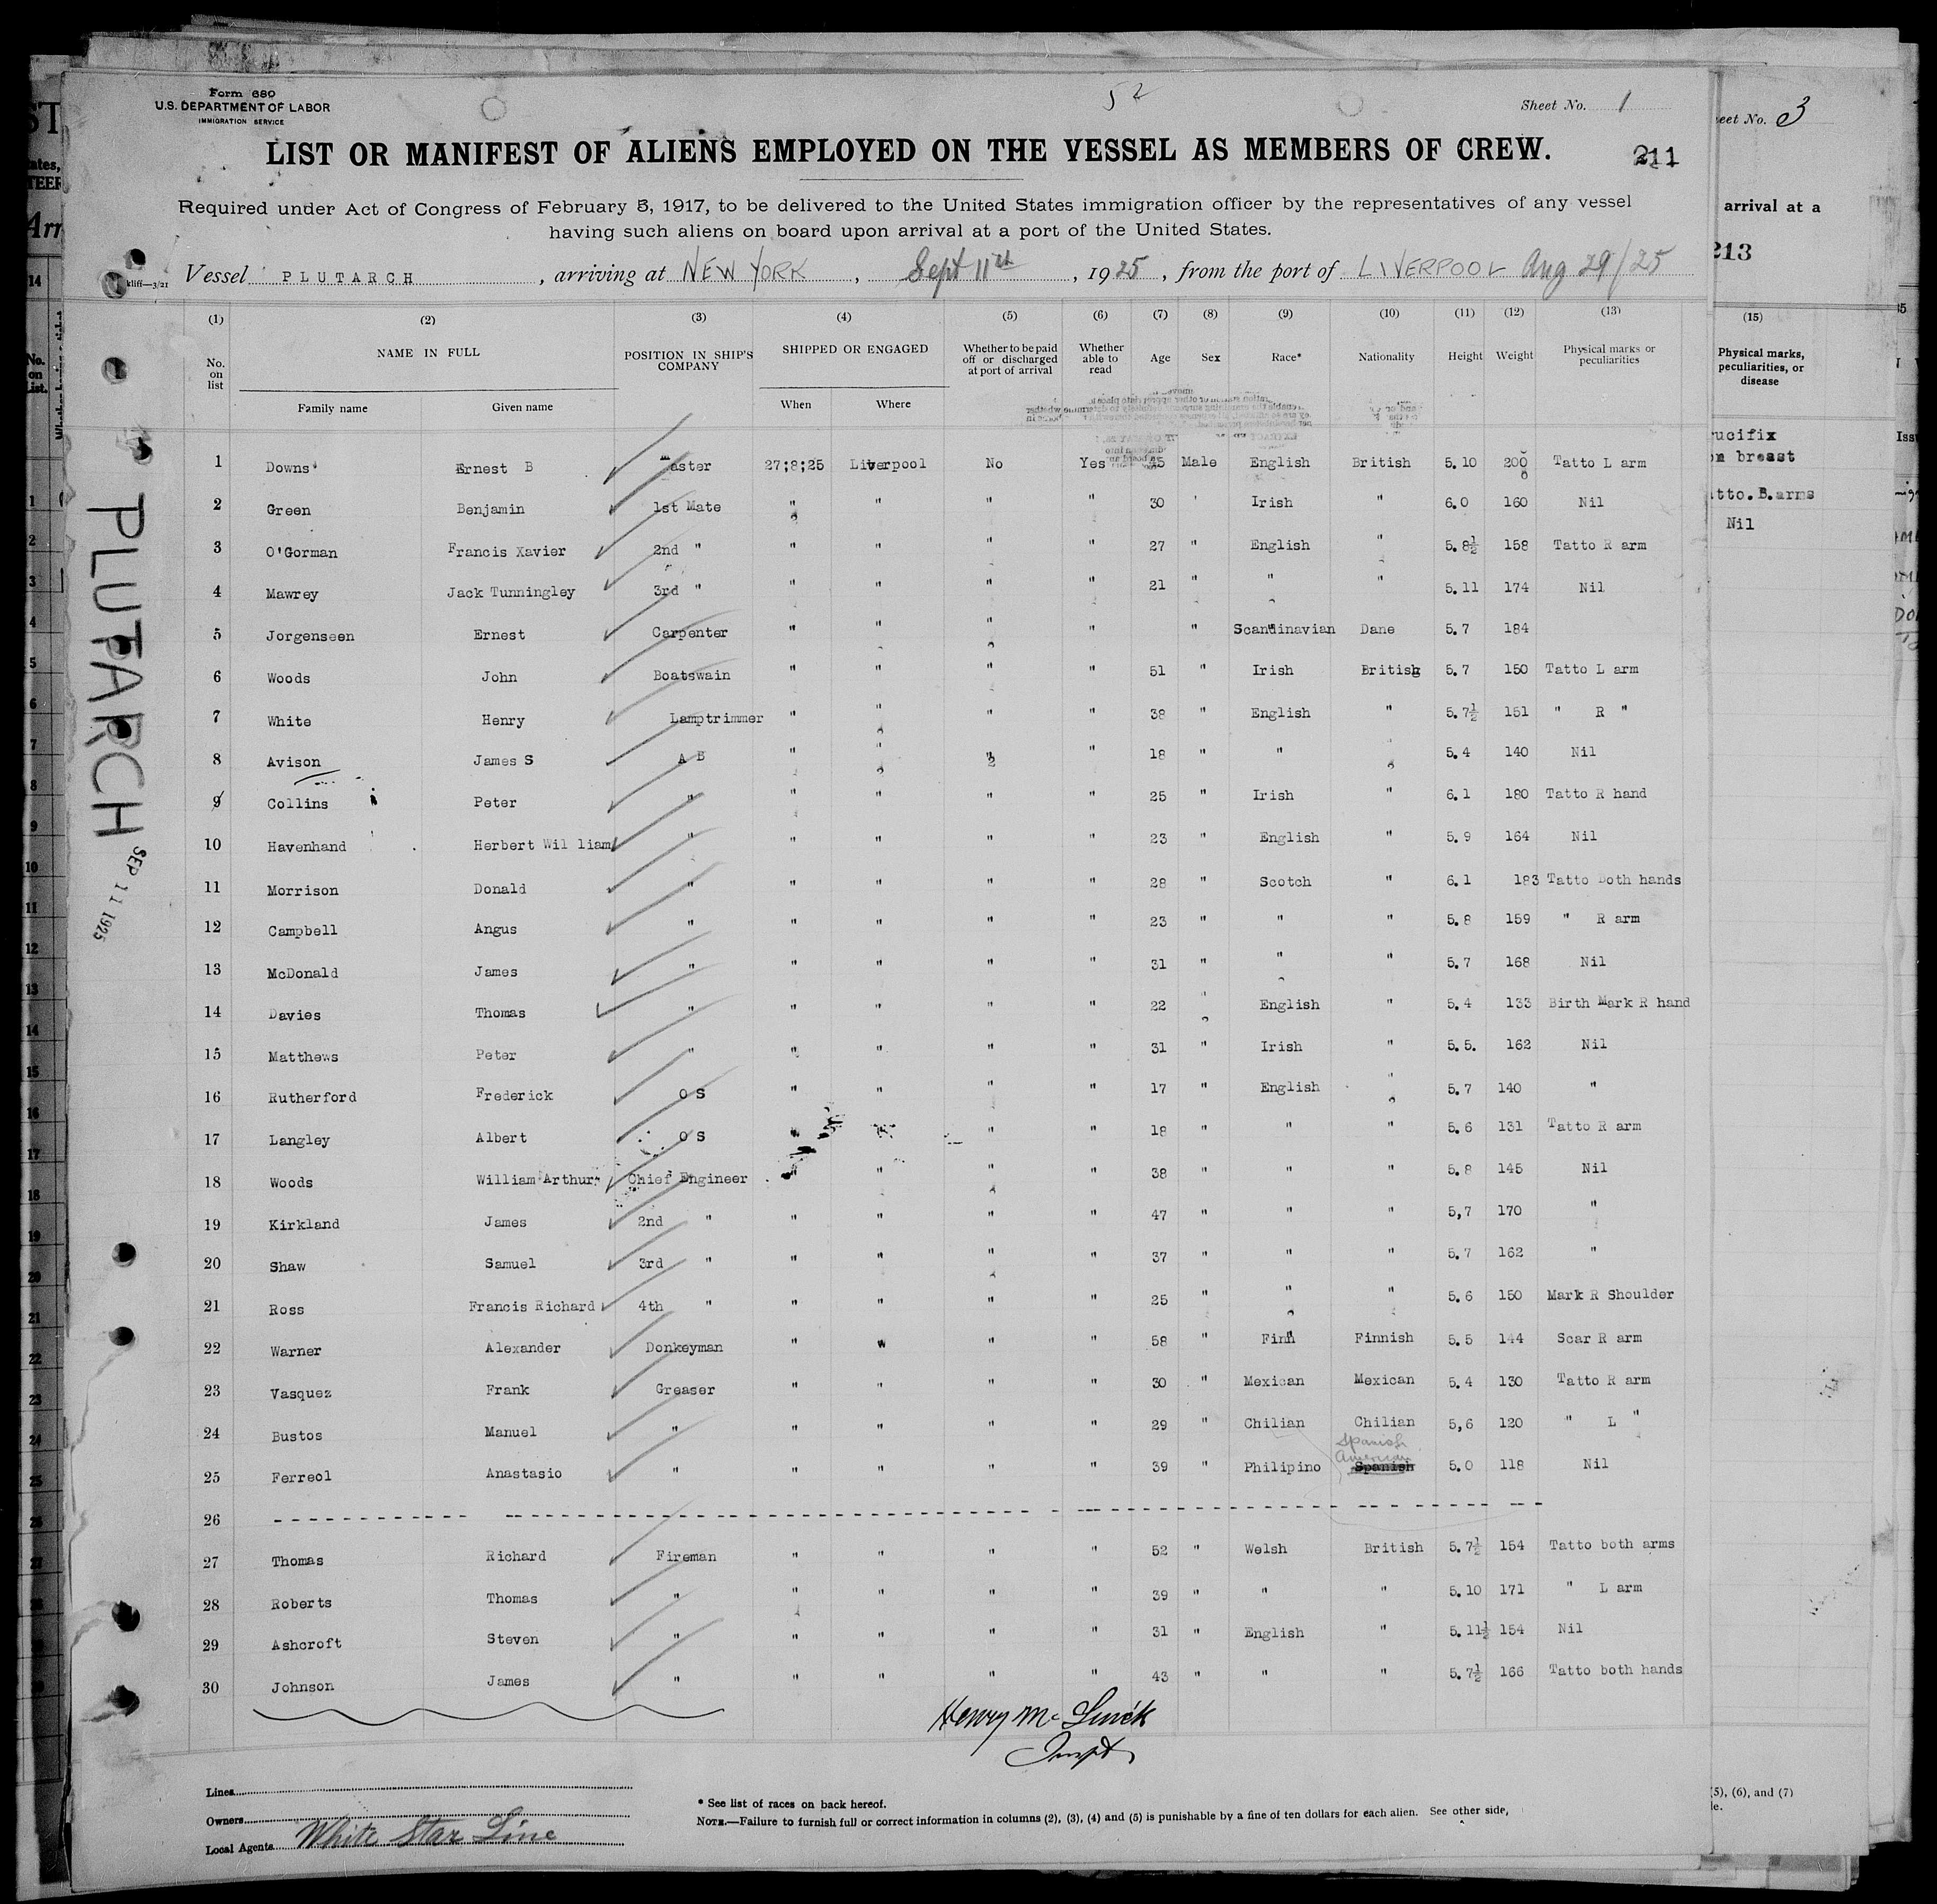 Form 680
U.S. DEPARTMENT OF LABOR
IMMIGRATION SERVICE
52
Sheet No. 1
LIST OR MANIFEST OF ALIENS EMPLOYED ON THE VESSEL AS MEMBERS OF CREW.
211
Required under Act of Congress of February 5, 1917, to be delivered to the United States immigration officer by the representatives of any vessel
having such aliens on board upon arrival at a port of the United States.
Vessel PLUTARCH, arriving at NEW YORK, Sept 11th, 1925, from the port of LIVERPOOL Aug 29/25
(1) (2) (3) (4) (5) (6) (7) (8) (9) (10) (11) (12) (13)
No. on list NAME IN FULL POSITION IN SHIP'S COMPANY SHIPPED OR ENGAGED Whether to be paid off or discharged at port of arrival Whether able to read Age Sex Race* Nationality Height Weight Physical marks or peculiarities
Family name Given name When Where
1 Downs Ernest B Master 27;8;25 Liverpool No Yes 45 Male English British 5.10 200 Tatto L arm
2 Green Benjamin 1st Mate " " " " 30 ' Irish " 6.0 160 Nil
3 O'Gorman Francis Xavier 2nd " " " " " 27 " English " 5.8½ 158 Tatto R arm
4 Mawrey Jack Tunningley 3rd " " " " " 21 " " " 5.11 174 Nil
5 Jorgenseen Ernest Carpenter " " " " " Scandinavian Dane 5.7 184
6 Woods John Boatswain " " " " 51 " Irish British 5.7 150 Tatto L arm
7 White Henry Lamptrimmer " " " " 38 " English " 5.7½ 151 " R "
8 Avison James S A B " " " " 18 " " " 5.4 140 Nil
9 Collins Peter " " " " " 25 " Irish " 6.1 180 Tatto R hand
10 Havenhand Herbert Wil liam " " " " " 23 " English " 5.9 164 Nil
11 Morrison Donald " " " " " 28 " Scotch " 6.1 183 Tatto Both hands
12 Campbell Angus " " " " " 23 " " " 5.8 159 " R arm
13 McDonald James " " " " " 31 " " " 5.7 168 Nil
14 Davies Thomas " " " " " 22 " English " 5.4 133 Birth Mark R hand
15 Matthews Peter " " " " " 31 " Irish " 5.5. 162 Nil
16 Rutherford Frederick O S " " " " 17 " English " 5.7 140 "
17 Langley Albert O S " " " " 18 " " " 5.6 131 Tatto R arm
18 Woods William Arthur Chief Engineer " " " " 38 " " " 5.8 145 Nil
19 Kirkland James 2nd " " " " " 47 " " " 5,7 170 "
20 Shaw Samuel 3rd " " " " " 37 " " " 5.7 162 "
21 Ross Francis Richard 4th " " " " " 25 " " " 5.6 150 Mark R Shoulder
22 Warner Alexander Donkeyman " " " " 58 " Finn Finnish 5.5 144 Scar R arm
23 Vasquez Frank Greaser " " " " 30 " Mexican Mexican 5.4 130 Tatto R arm
24 Bustos Manuel " " " " " 29 " Chilian Chilian 5,6 120 " L "
Spanish
American
25 Ferreol Anastasio " " " " " 39 " Philipino Spanish 5.0 118 Nil
26
27 Thomas Richard Fireman " " " " 52 " Welsh British 5.7½ 154 Tatto both arms
28 Roberts Thomas " " " " " 39 " " " 5.10 171 " L arm
29 Ashcroft Steven " " " " " 31 " English " 5.11½ 154 Nil
30 Johnson James " " " " " 43 " " " 5.7½ 166 Tatto both hands
Inspt
Lines
Owners
Local Agents White Star Line
* See list of races on back hereof.
NOTE.—Failure to furnish full or correct information in columns (2), (3), (4) and (5) is punishable by a fine of ten dollars for each alien. See other side,
PLUTARCH
SEP 11 1925
eet No. 3
arrival at a
213
(15)
Physical marks,
peculiarities, or
disease
ucifix
on breast
tto.B.arms
Nil
(5), (6), and (7)